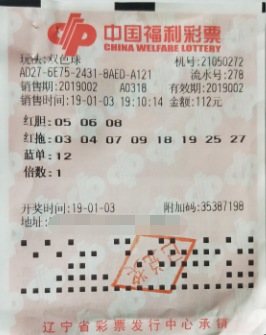 中国福利彩票
CHINA WELFARE LOTTERY
玩法:双色球 机号:21050272
AD27-6E75-2431-8AED-A121 流水号:278
销售期:2019002 A0318 有效期:2019002
销售时间:19-01-03 19:10:14 金额:112元
红胆:05 06 08
红拖:03 04 07 09 18 19 25 27
蓝单:12
倍数:1
开奖时间:19-01-03 附加码:35387198
地址:
已兑奖
辽宁省彩票发行中心承销